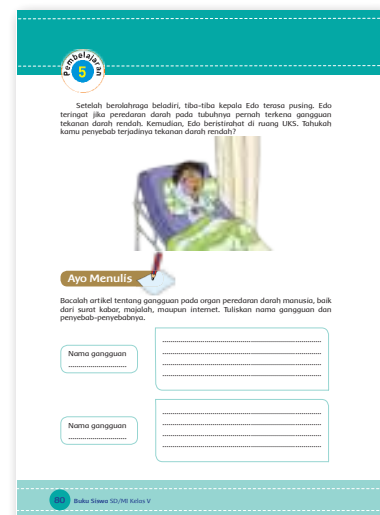 Pembelajaran
5
Setelah berolahraga beladiri, tiba-tiba kepala Edo terasa pusing. Edo
teringat jika peredaran darah pada tubuhnya pernah terkena gangguan
tekanan darah rendah. Kemudian, Edo beristirahat di ruang UKS. Tahukah
kamu penyebab terjadinya tekanan darah rendah?
Ayo Menulis
Bacalah artikel tentang gangguan pada organ peredaran darah manusia, baik
dari surat kabar, majalah, maupun internet. Tuliskan nama gangguan dan
penyebab-penyebabnya.
Nama gangguan
Nama gangguan
80 Buku Siswa SD/MI Kelas V